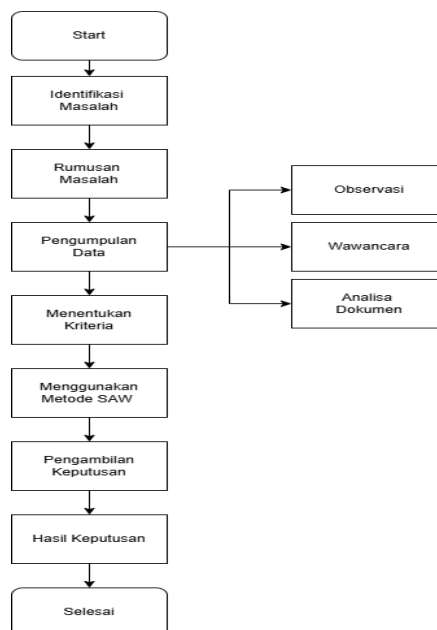 Start
Identifikasi
Masalah
Rumusan
Masalah
Pengumpulan
Data
Observasi
Wawancara
Analisa
Dokumen
Menentukan
Kriteria
Menggunakan
Metode SAW
Pengambilan
Keputusan
Hasil Keputusan
Selesai